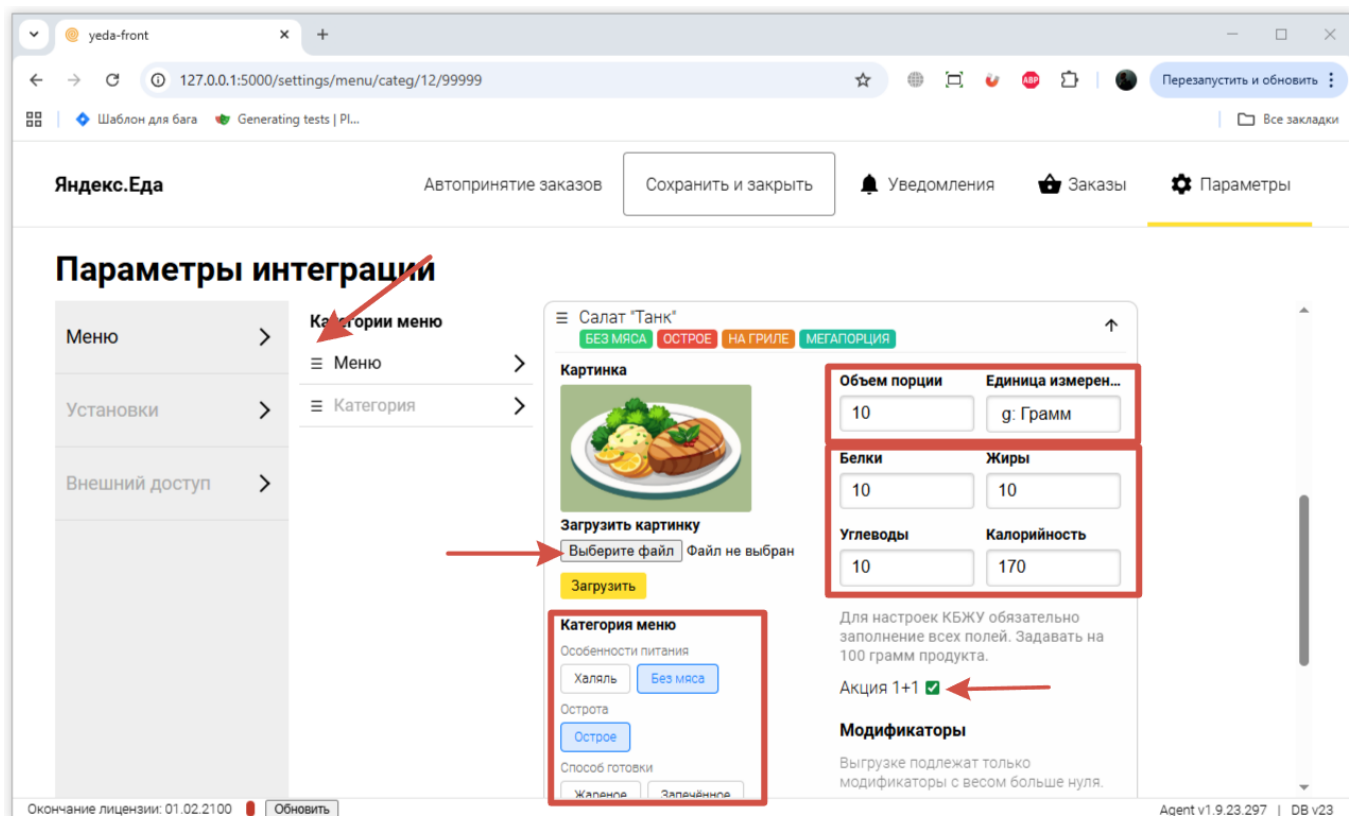 yeda-front
127.0.0.1:5000/settings/menu/categ/12/99999
ABP
Перезапустить и обновить
Шаблон для бага
Generating tests | Pl...
Все закладки
Яндекс.Еда
Автопринятие заказов
Сохранить и закрыть
Уведомления
Заказы
Параметры
Параметры интеграции
Меню
Установки
Внешний доступ
Категории меню
Меню
Категория
Салат "Танк"
БЕЗ МЯСА ОСТРОЕ НА ГРИЛЕ МЕГАПОРЦИЯ
Картинка
Загрузить картинку
Выберите файл Файл не выбран
Загрузить
Категория меню
Особенности питания
Халяль Без мяса
Острота
Острое
Способ готовки
Жареное Запечённое
Объем порции Единица измерен...
10 g: Грамм
Белки Жиры
10 10
Углеводы Калорийность
10 170
Для настроек КБЖУ обязательно
заполнение всех полей. Задавать на
100 грамм продукта.
Акция 1+1
Модификаторы
Выгрузке подлежат только
модификаторы с весом больше нуля.
Окончание лицензии: 01.02.2100 Обновить
Agent v1.9.23.297 | DB v23